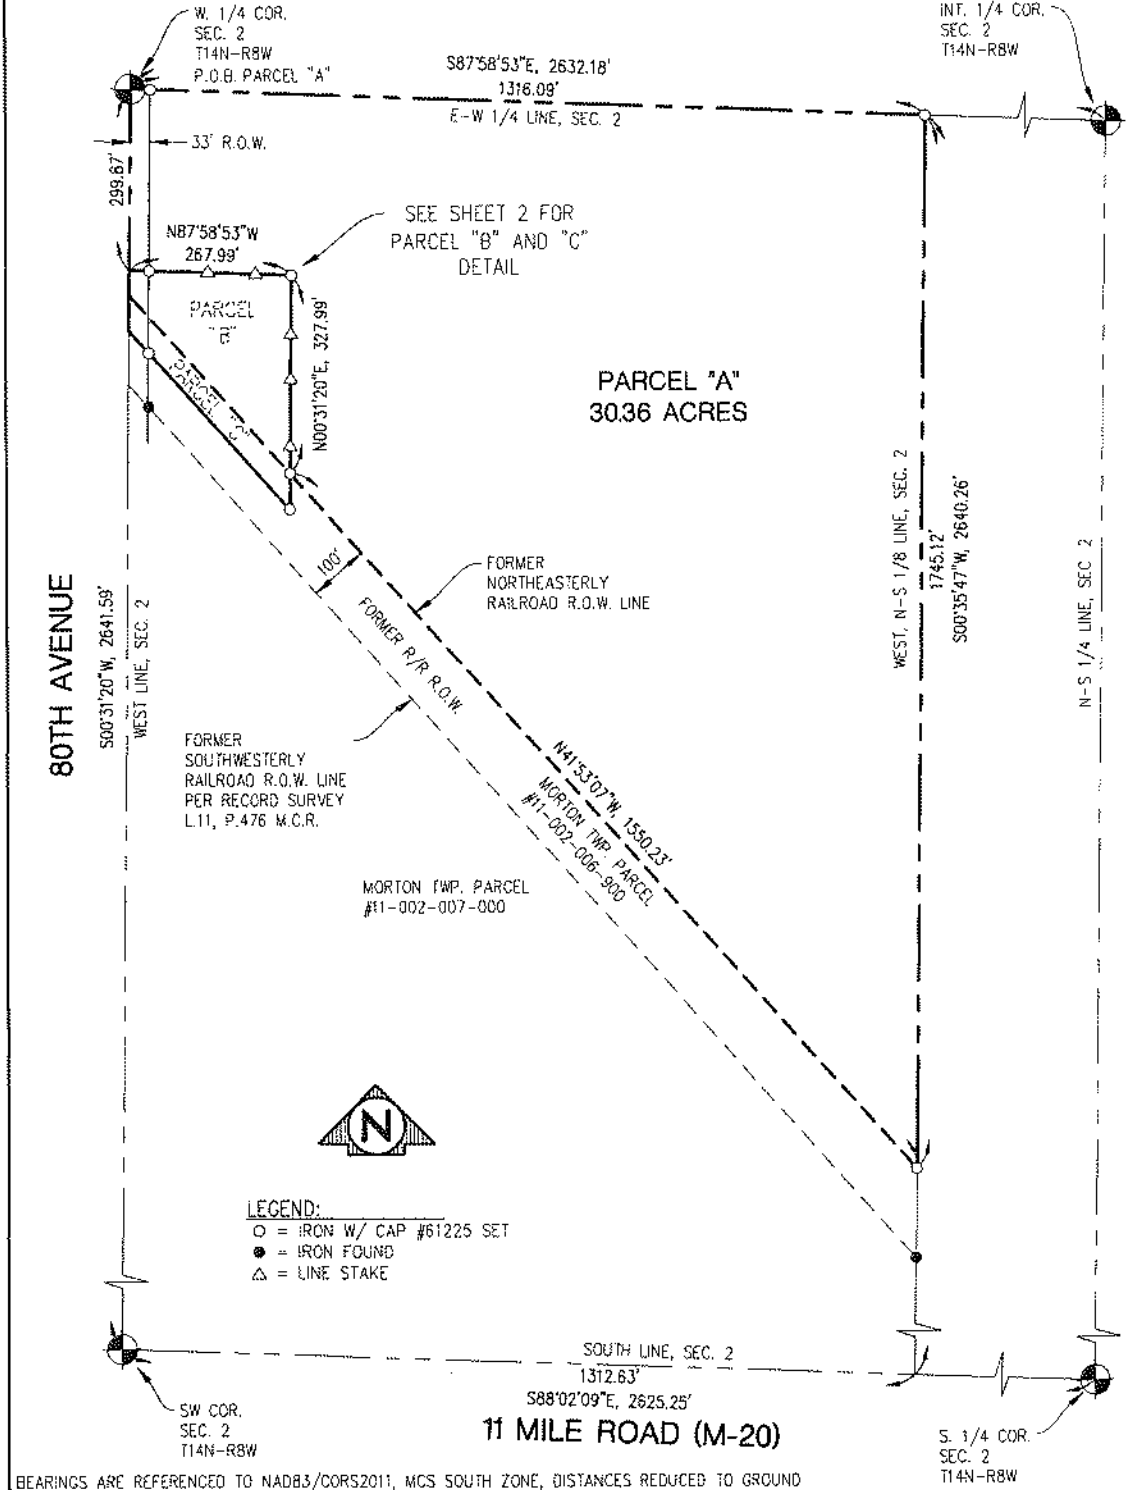 W. 1/4 COR.
SEC. 2
T14N-R8W
P.O.B. PARCEL "A"
INT. 1/4 COR.
SEC. 2
T14N-R8W
S87°58'53"E, 2632.18'
1316.09'
E-W 1/4 LINE, SEC. 2
33' R.O.W.
299.67'
N87°58'53"W
267.99'
SEE SHEET 2 FOR
PARCEL "B" AND "C"
DETAIL
PARCEL
"B"
PARCEL "C"
N00°31'20"E, 327.99'
PARCEL "A"
30.36 ACRES
WEST, N-S 1/8 LINE, SEC. 2
1745.12'
S00°35'47"W, 2640.26'
N-S 1/4 LINE, SEC 2
80TH AVENUE
S00°31'20"W, 2641.59'
WEST LINE, SEC. 2
100'
FORMER
NORTHEASTERLY
RAILROAD R.O.W. LINE
FORMER R/R R.O.W.
FORMER
SOUTHWESTERLY
RAILROAD R.O.W. LINE
PER RECORD SURVEY
L.11, P.476 M.C.R.
N41°53'07"W, 1550.23'
MORTON TWP. PARCEL
#11-002-006-900
MORTON TWP. PARCEL
#11-002-007-000
N
LEGEND:
O = IRON W/ CAP #61225 SET
● = IRON FOUND
△ = LINE STAKE
SOUTH LINE, SEC. 2
1312.63'
S88°02'09"E, 2625.25'
11 MILE ROAD (M-20)
SW COR.
SEC. 2
T14N-R8W
S. 1/4 COR.
SEC. 2
T14N-R8W
BEARINGS ARE REFERENCED TO NAD83/CORS2011, MCS SOUTH ZONE, DISTANCES REDUCED TO GROUND